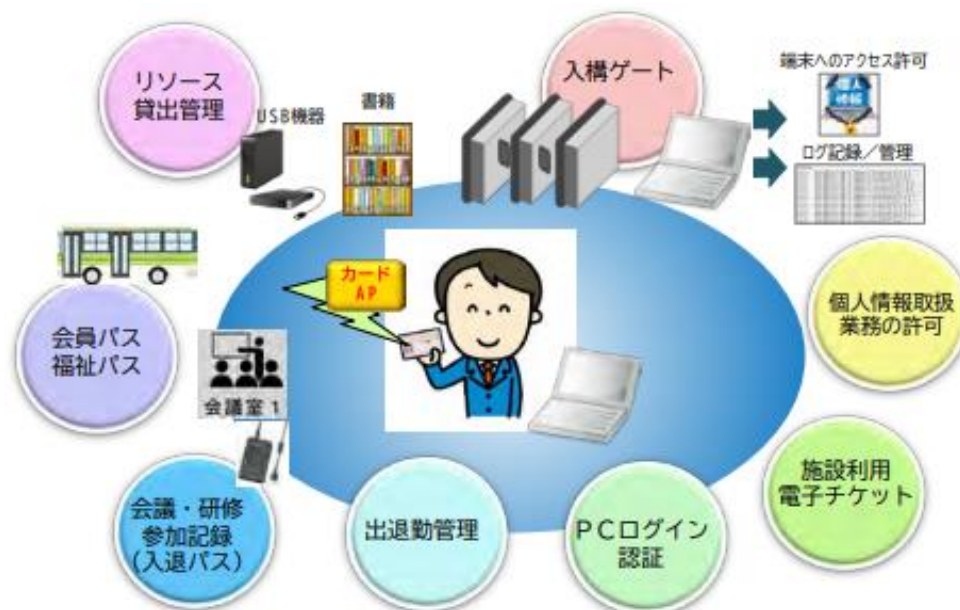 リソース
貸出管理
USB機器
書籍
入構ゲート
端末へのアクセス許可
個人
情報
ログ記録／管理
カード
AP
会員パス
福祉パス
個人情報取扱
業務の許可
会議室1
会議・研修
参加記録
(入退パス)
出退勤管理
PCログイン
認証
施設利用
電子チケット